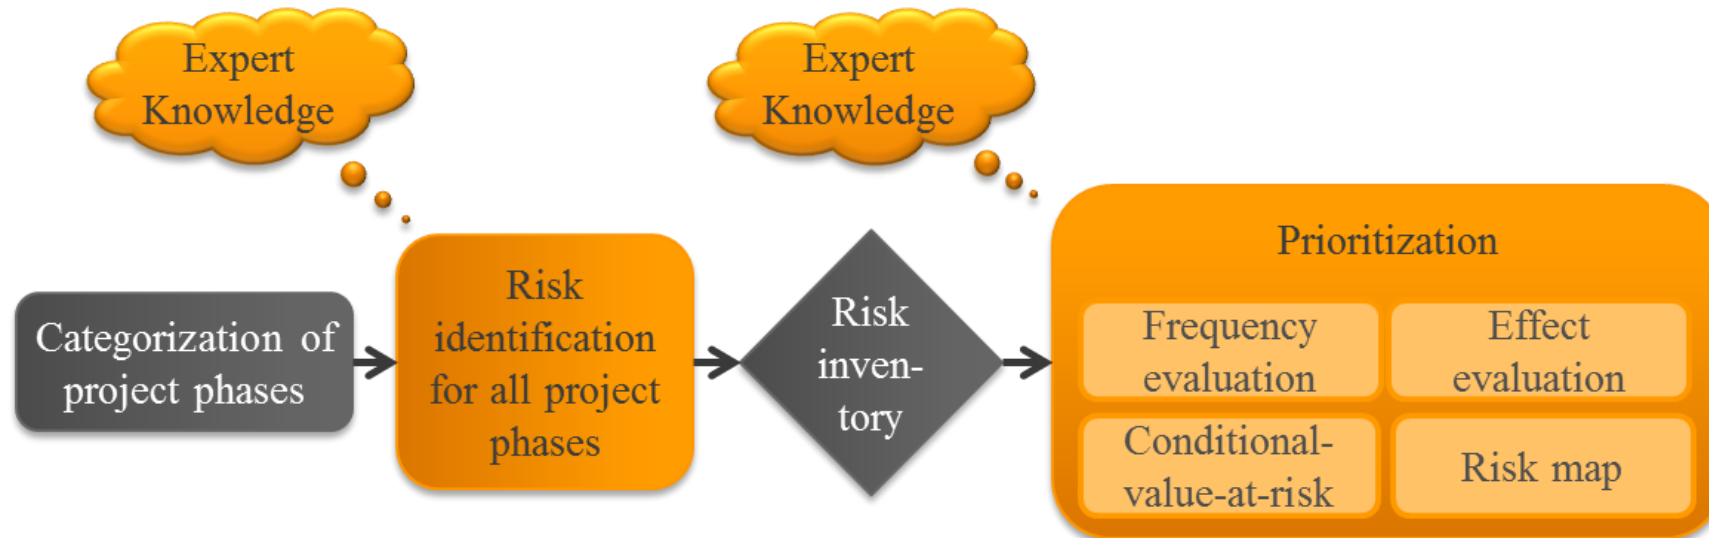 Expert
Knowledge
Expert
Knowledge
Categorization of
project phases
Risk
identification
for all project
phases
Risk
inven-
tory
Prioritization
Frequency
evaluation
Effect
evaluation
Conditional-
value-at-risk
Risk map